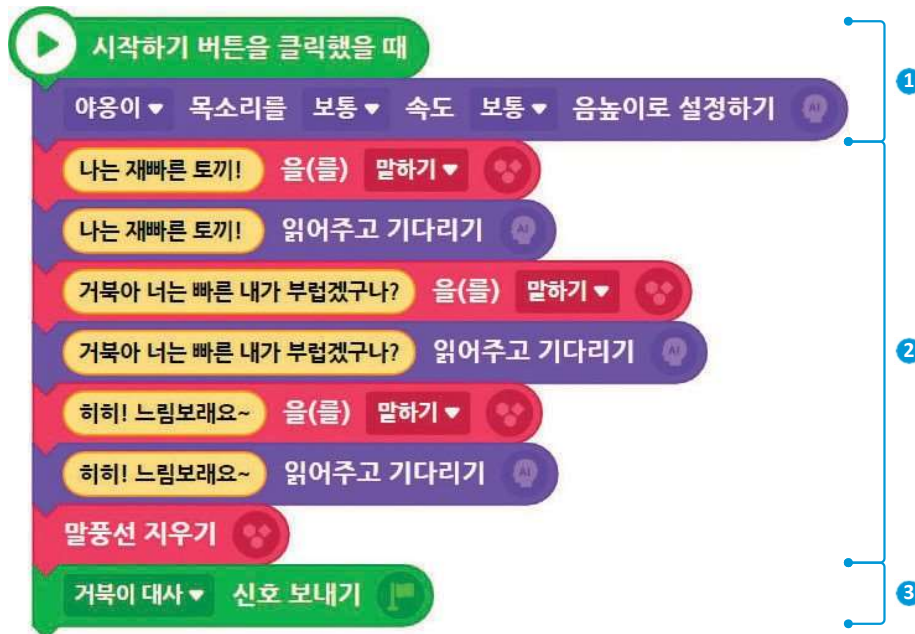 시작하기 버튼을 클릭했을 때
야옹이 목소리를 보통 속도 보통 음높이로 설정하기 AI
1
나는 재빠른 토끼! 을(를) 말하기
나는 재빠른 토끼! 읽어주고 기다리기 AI
거북아 너는 빠른 내가 부럽겠구나? 을(를) 말하기
거북아 너는 빠른 내가 부럽겠구나? 읽어주고 기다리기 AI
2
히히! 느림보래요~ 을(를) 말하기
히히! 느림보래요~ 읽어주고 기다리기 AI
말풍선 지우기
거북이 대사 신호 보내기
3